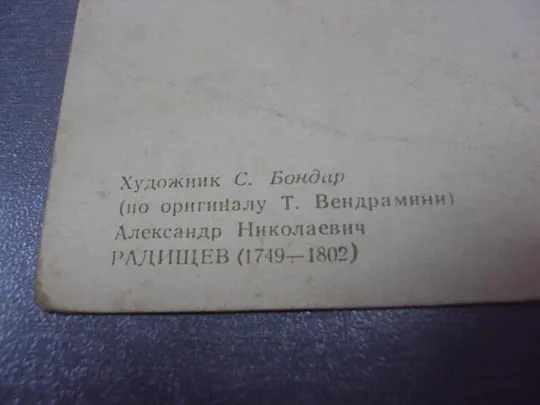 Художник С. Бондар
(по оригиналу Т. Вендрамини)
Александр Николаевич
РАДИЩЕВ (1749—1802)